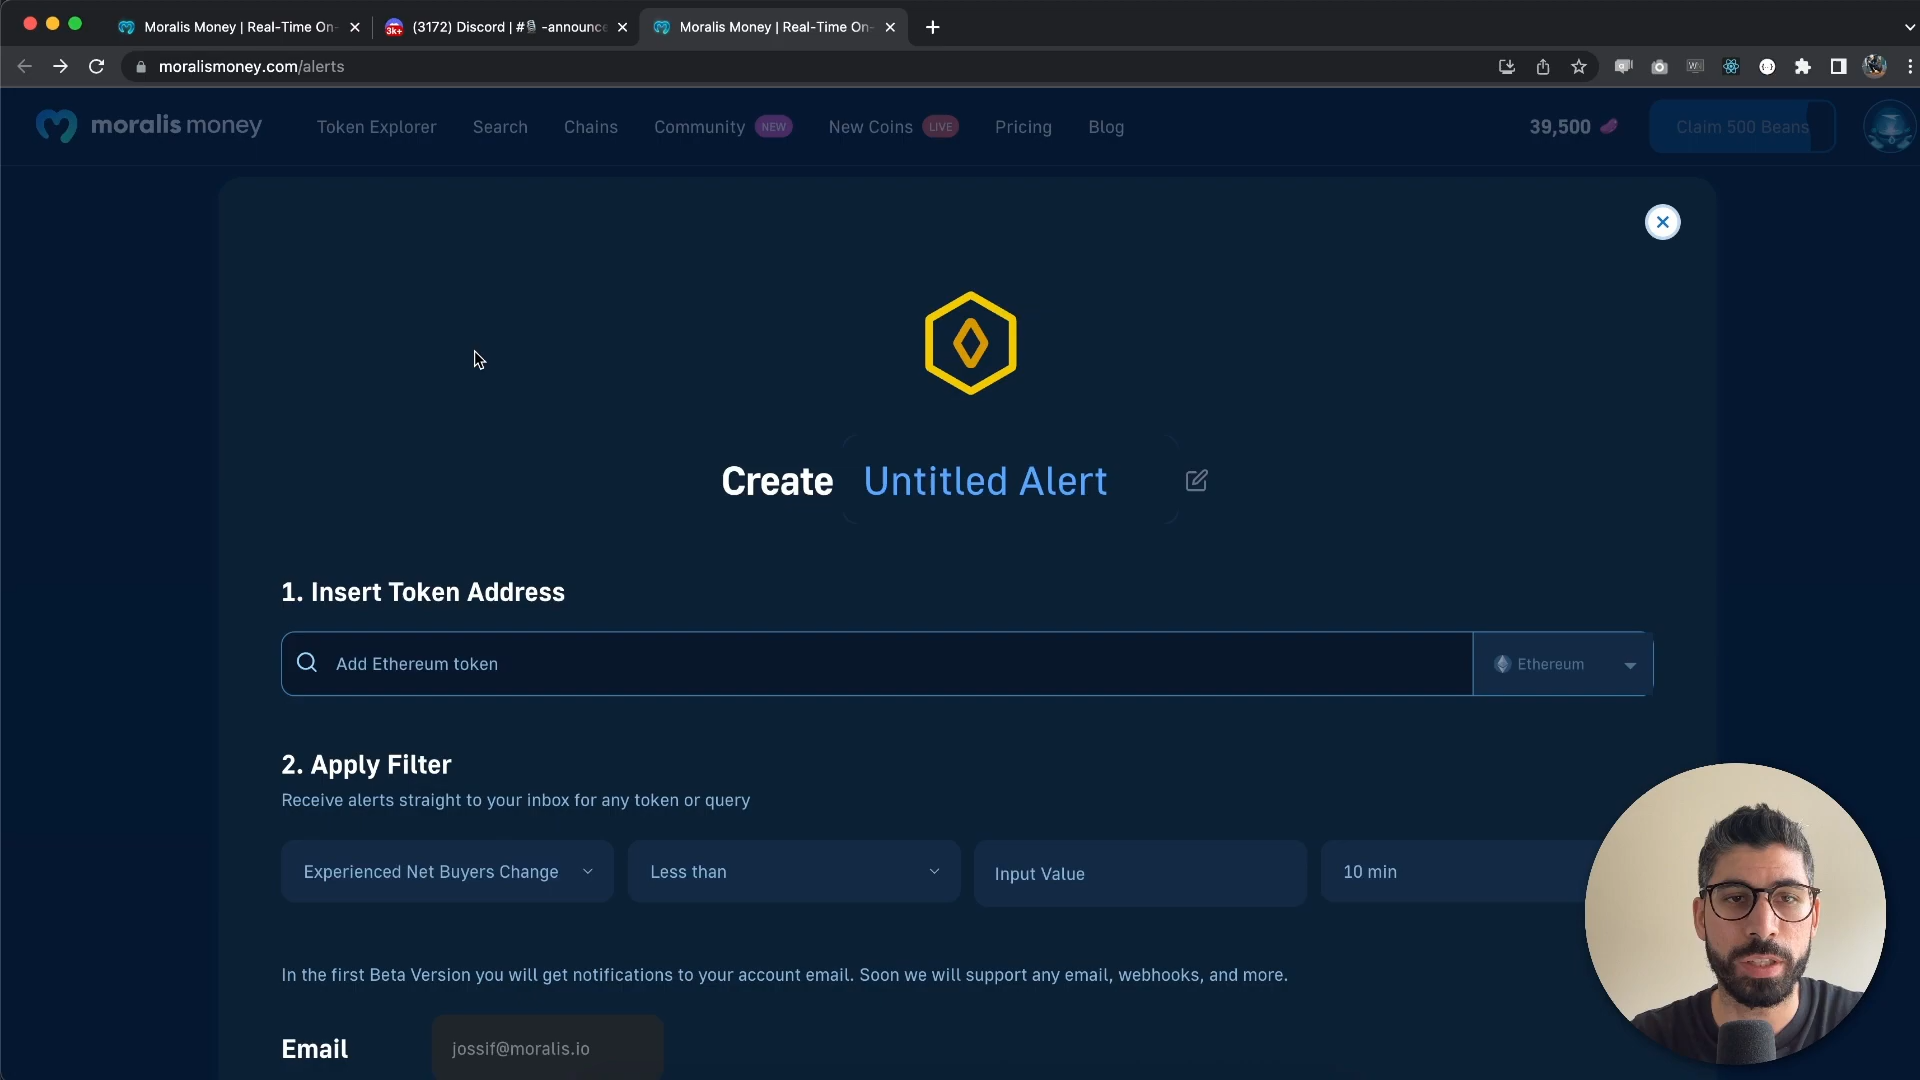 Moralis Money | Real-Time On-
(3172) Discord | # -announce
Moralis Money | Real-Time On-
3k+
moralismoney.com/alerts
moralis money
Token Explorer
Search
Chains
Community NEW
New Coins LIVE
Pricing
Blog
39,500
Claim 500 Beans
Create Untitled Alert
1. Insert Token Address
Add Ethereum token
Ethereum
2. Apply Filter
Receive alerts straight to your inbox for any token or query
Experienced Net Buyers Change
Less than
Input Value
10 min
In the first Beta Version you will get notifications to your account email. Soon we will support any email, webhooks, and more.
Email
jossif@moralis.io